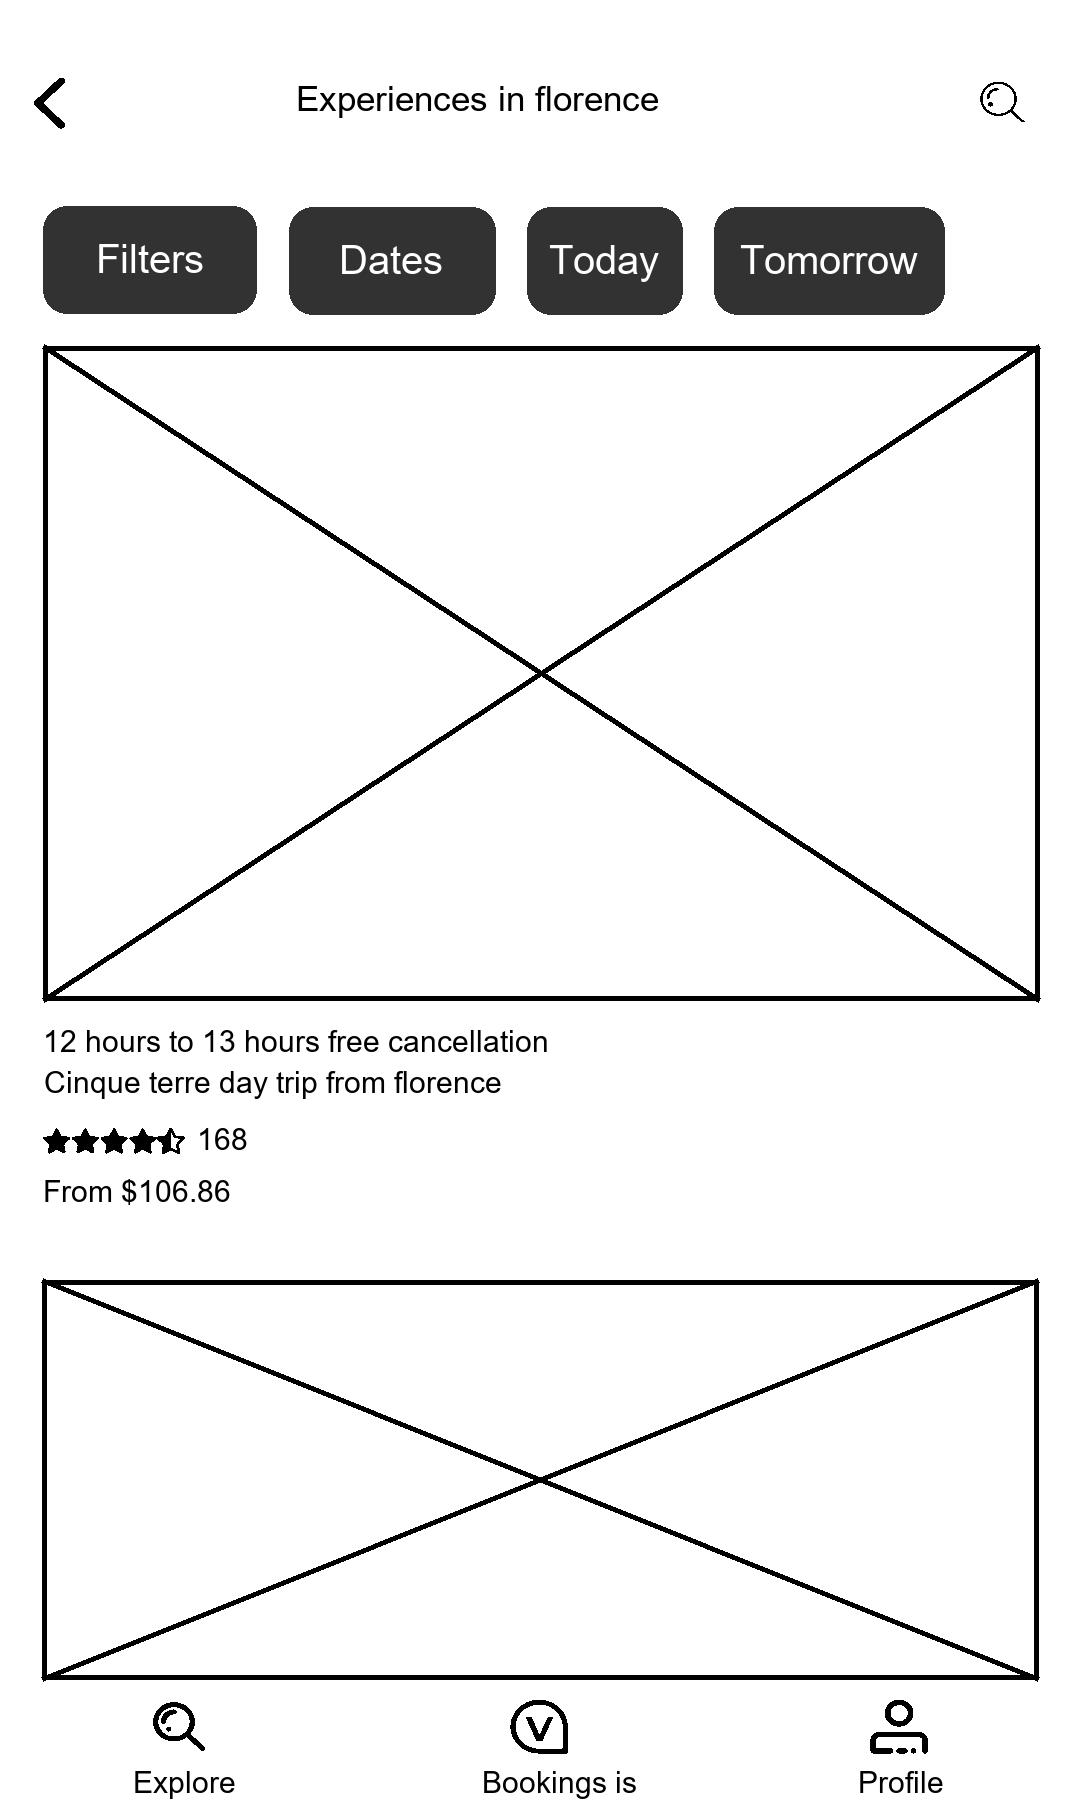 Experiences in florence
Filters Dates Today Tomorrow
12 hours to 13 hours free cancellation
Cinque terre day trip from florence
168
From $106.86
V
Explore Bookings is Profile